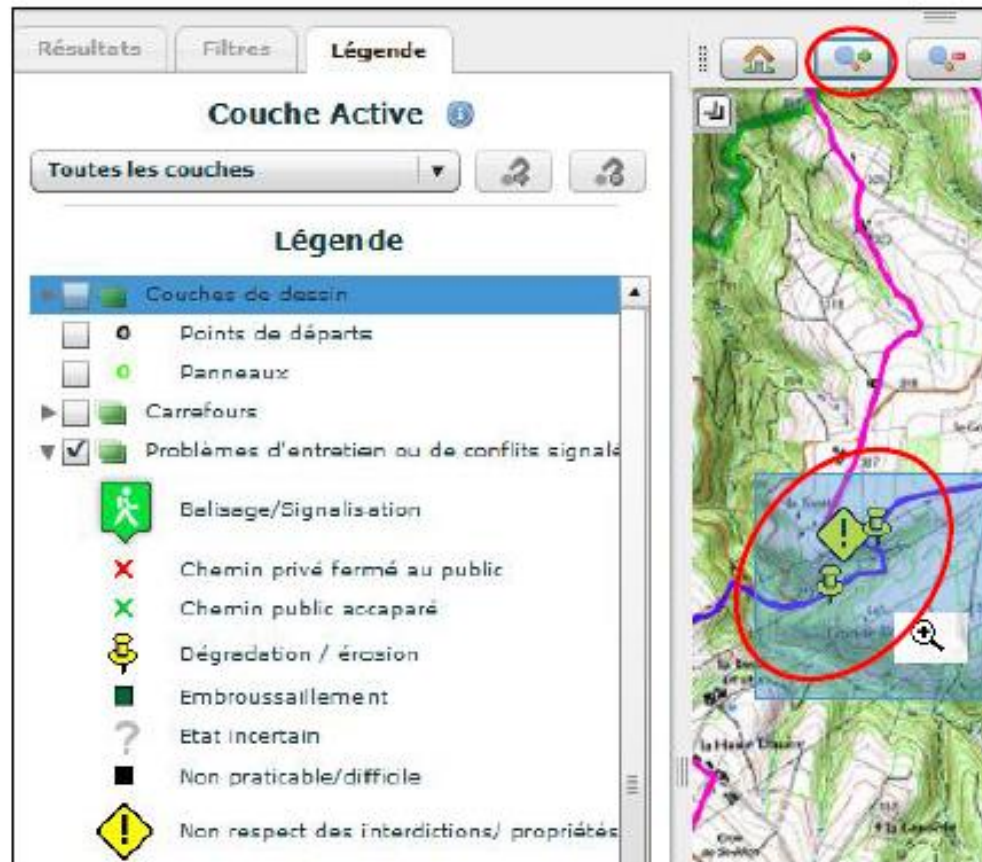 Résultats Filtres Légende
Couche Active
Toutes les couches
Légende
Couches de dessin
Points de départs
Panneaux
Carrefours
Problèmes d'entretien ou de conflits signalé
Balisage/Signalisation
Chemin privé fermé au public
Chemin public accaparé
Dégradation / érosion
Embroussaillement
Etat incertain
Non praticable/difficile
Non respect des interdictions/ propriétés
317
318